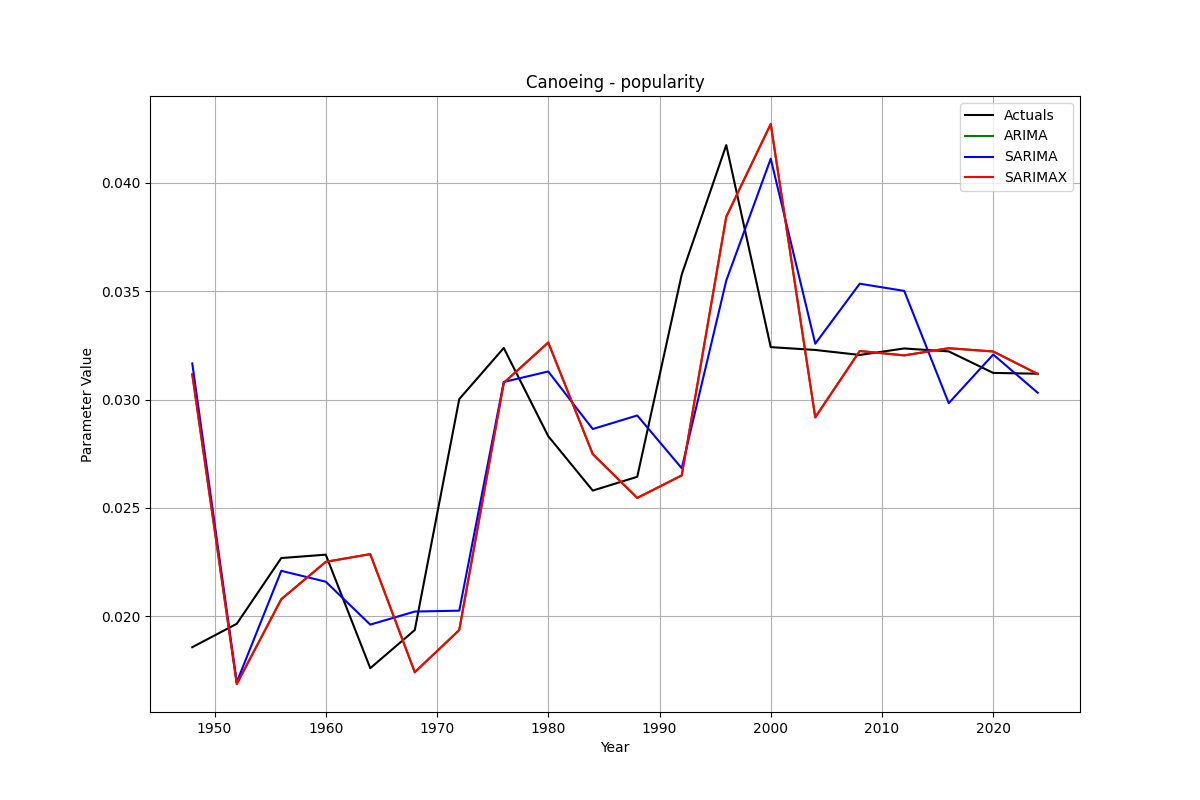 Canoeing - popularity
Actuals
ARIMA
SARIMA
SARIMAX
Parameter Value
0.040
0.035
0.030
0.025
0.020
1950 1960 1970 1980 1990 2000 2010 2020
Year